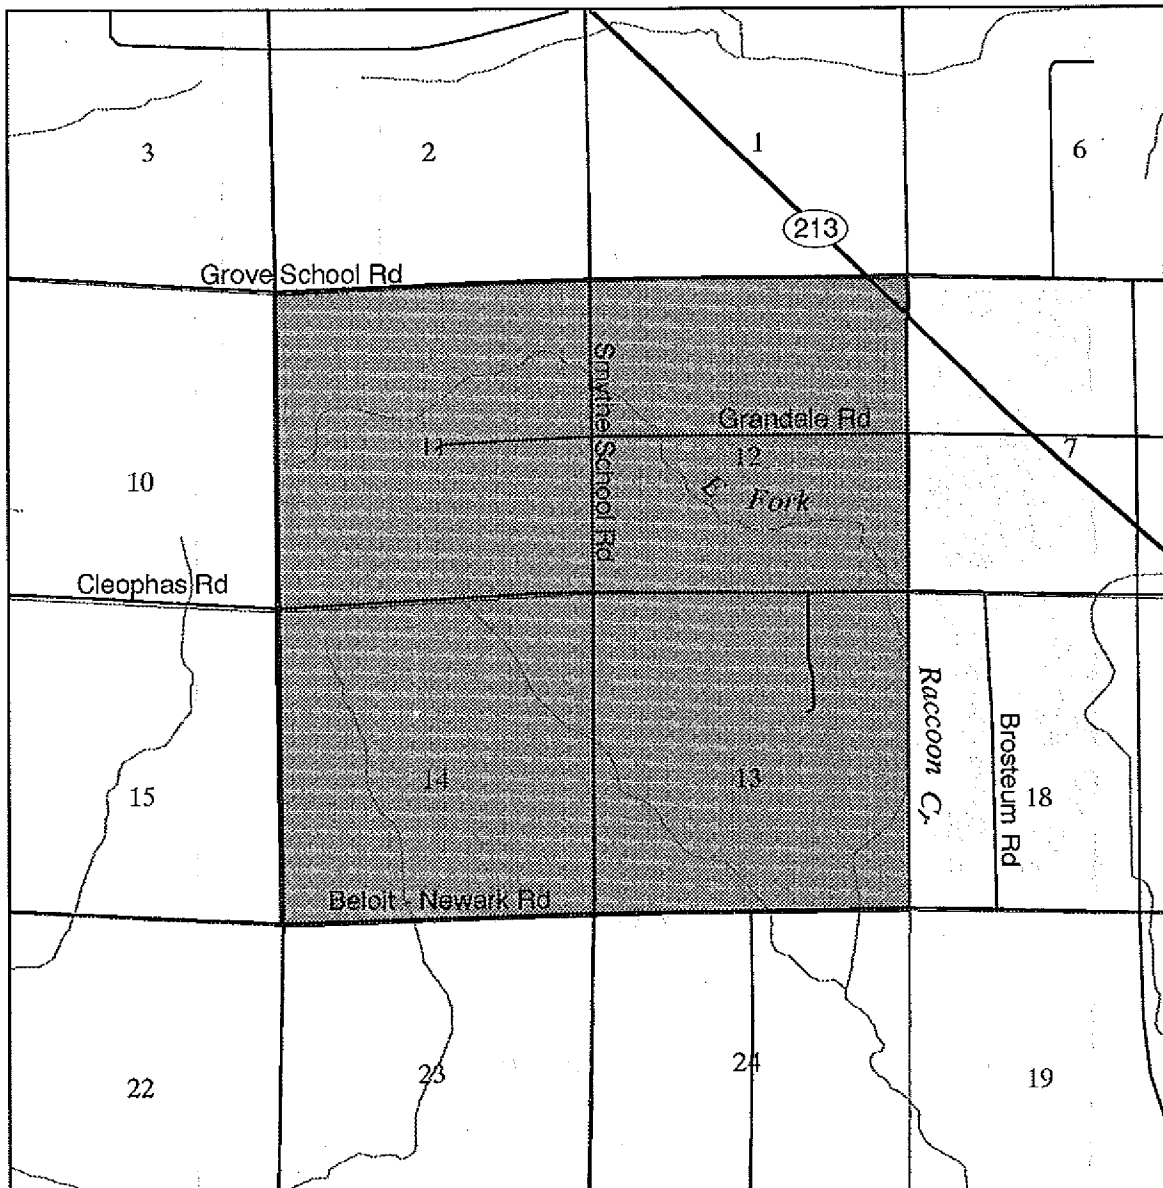 3
2
1
6
213
Grove School Rd
Smythe School Rd
Grandale Rd
10
11
12
7
E Fork
Cleophas Rd
Raccoon Cr
Brosteum Rd
15
14
13
18
Beloit - Newark Rd
22
23
24
19